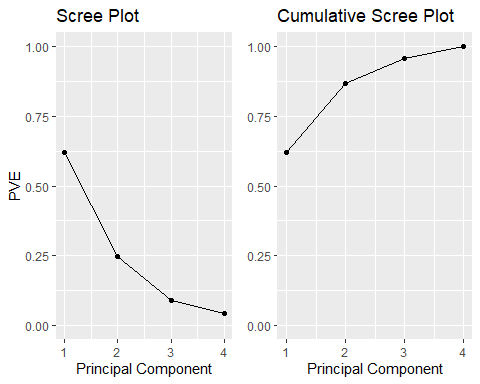 Scree Plot
PVE
1.00
0.75
0.50
0.25
0.00
1 2 3 4
Principal Component
Cumulative Scree Plot
1.00
0.75
0.50
0.25
0.00
1 2 3 4
Principal Component